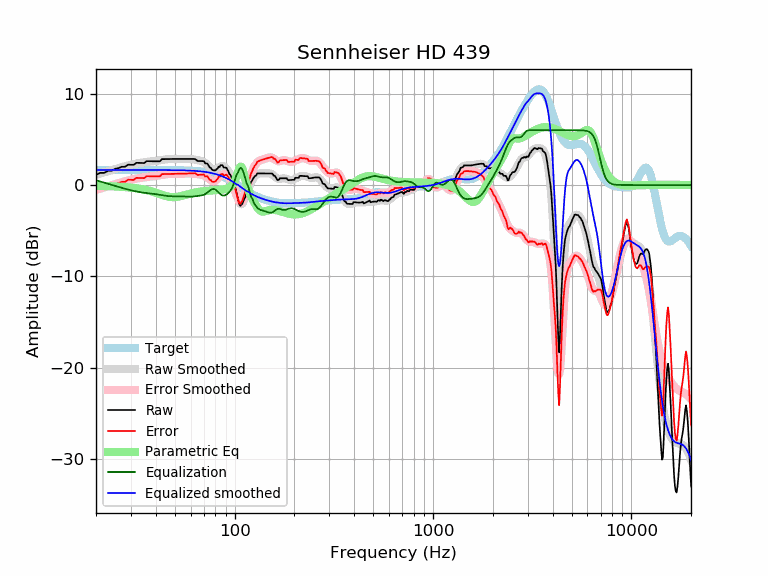 Sennheiser HD 439
Amplitude (dBr)
10
0
−10
−20
−30
Target
Raw Smoothed
Error Smoothed
Raw
Error
Parametric Eq
Equalization
Equalized smoothed
100
1000
10000
Frequency (Hz)